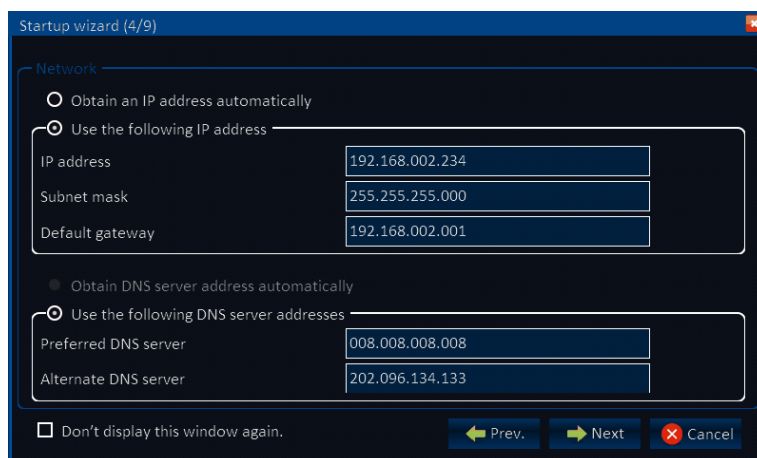 Startup wizard (4/9)
Network
Obtain an IP address automatically
Use the following IP address
IP address 192.168.002.234
Subnet mask 255.255.255.000
Default gateway 192.168.002.001
Obtain DNS server address automatically
Use the following DNS server addresses
Preferred DNS server 008.008.008.008
Alternate DNS server 202.096.134.133
Don't display this window again. Prev. Next Cancel